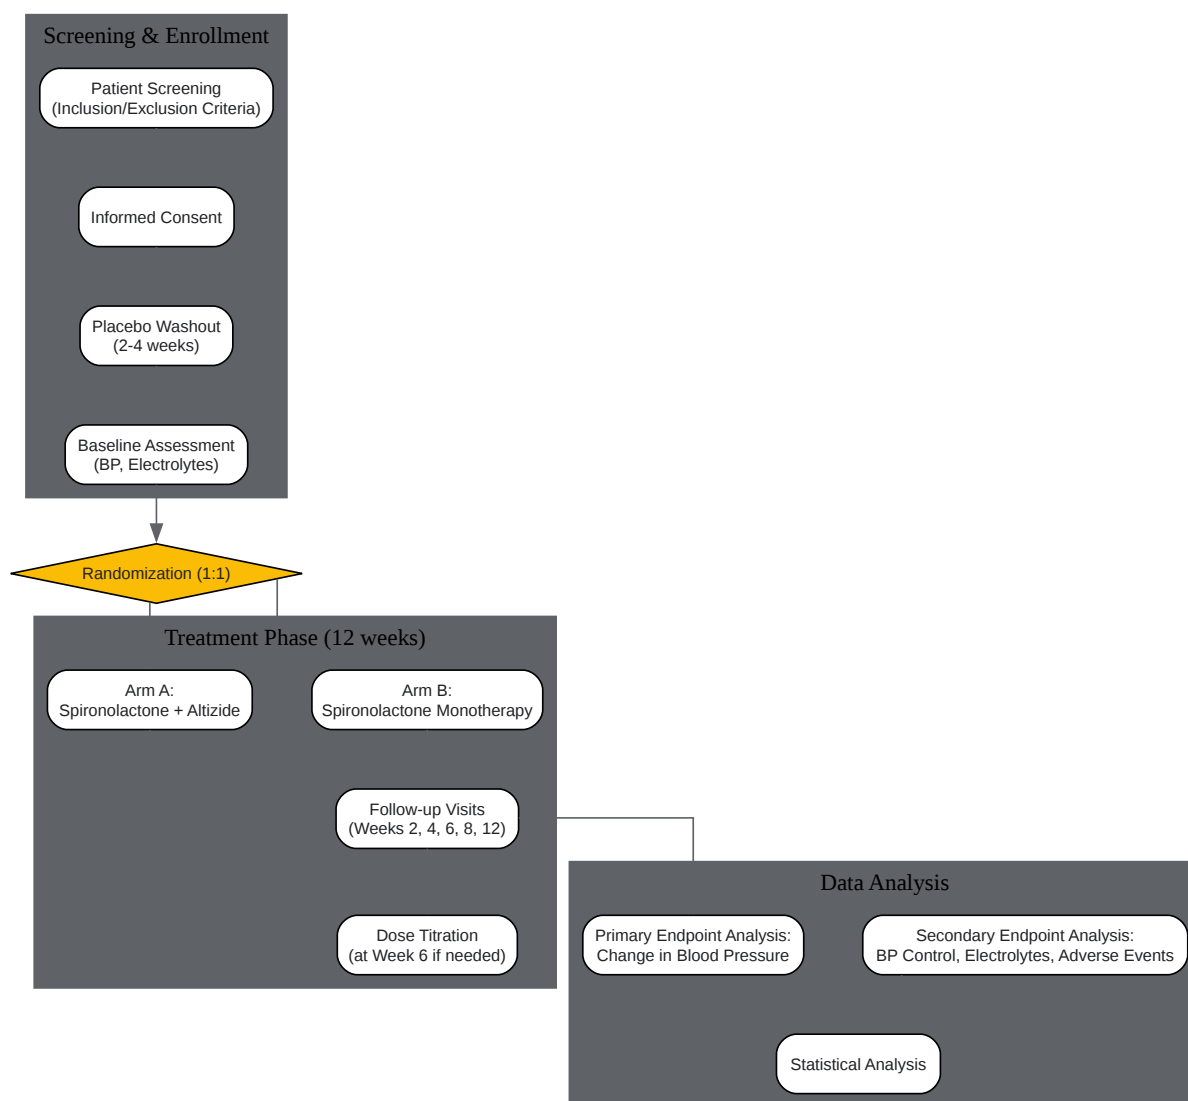 Screening & Enrollment
Patient Screening
(Inclusion/Exclusion Criteria)
Informed Consent
Placebo Washout
(2-4 weeks)
Baseline Assessment
(BP, Electrolytes)
Randomization (1:1)
Treatment Phase (12 weeks)
Arm A:
Spironolactone + Altizide
Arm B:
Spironolactone Monotherapy
Follow-up Visits
(Weeks 2, 4, 6, 8, 12)
Dose Titration
(at Week 6 if needed)
Data Analysis
Primary Endpoint Analysis:
Change in Blood Pressure
Secondary Endpoint Analysis:
BP Control, Electrolytes, Adverse Events
Statistical Analysis